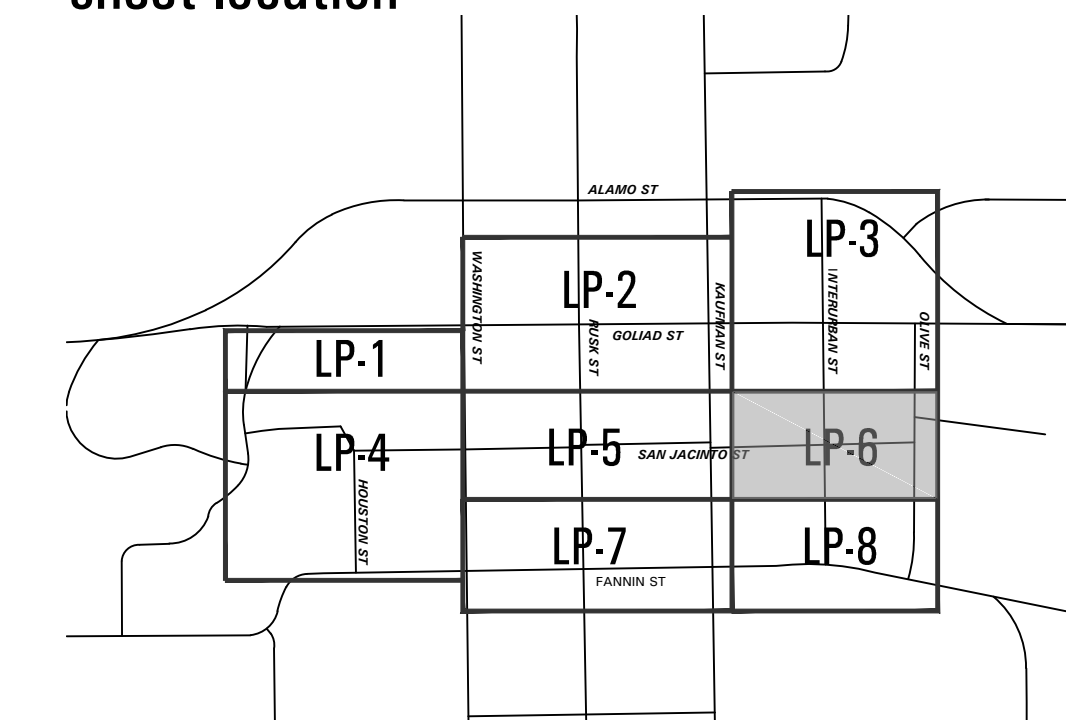 sheet location
ALAMO ST
LP-3
WASHINGTON ST
LP-2
KAUFMAN ST
INTERURBAN ST
OLIVE ST
RUSK ST
GOLIAD ST
LP-1
LP-4
LP-5
SAN JACINTO ST
LP-6
HOUSTON ST
LP-7
LP-8
FANNIN ST